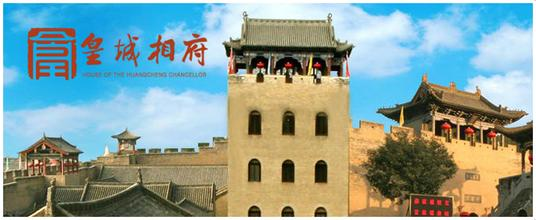 皇城相府
HOUSE OF THE HUANGCHENG CHANCELLOR